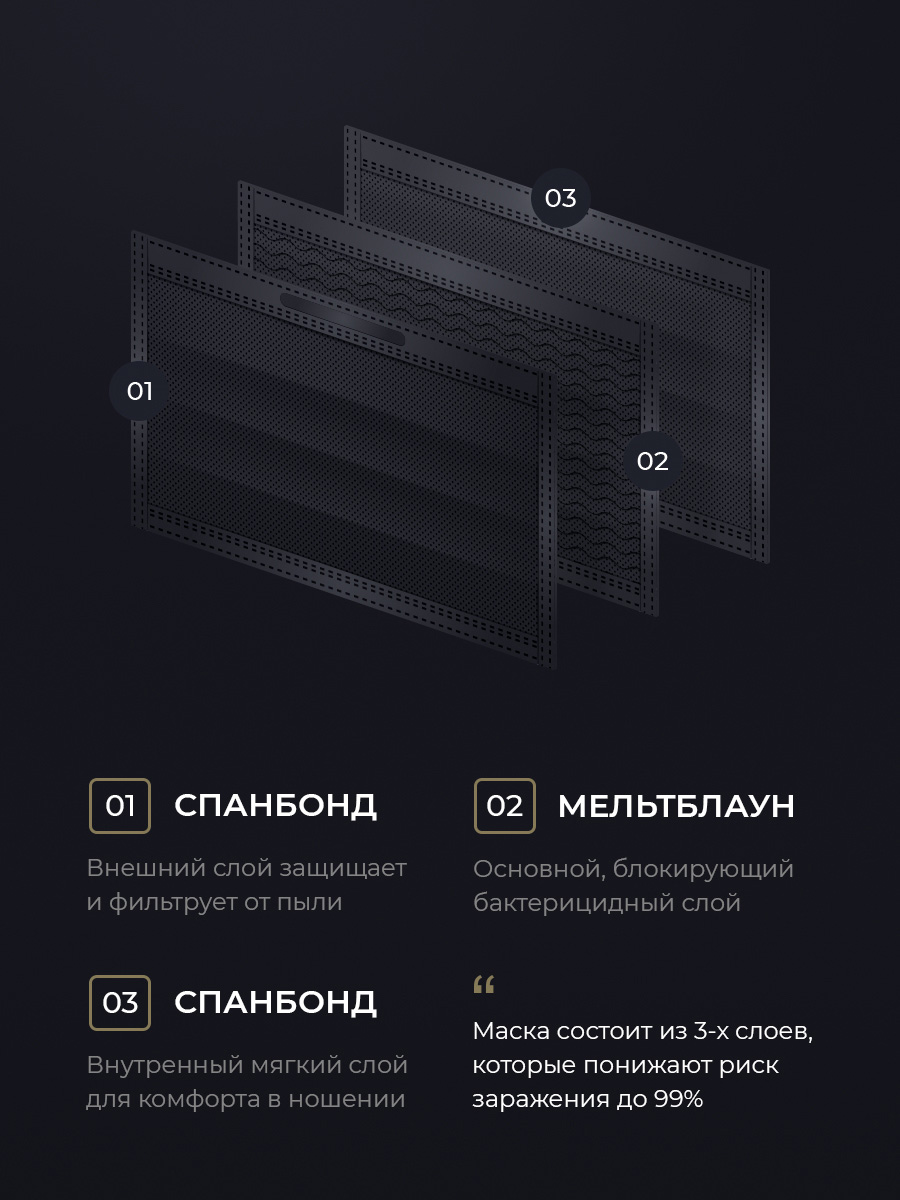 03
01
02
01 СПАНБОНД
Внешний слой защищает
и фильтрует от пыли
02 МЕЛЬТБЛАУН
Основной, блокирующий
бактерицидный слой
03 СПАНБОНД
Внутренный мягкий слой
для комфорта в ношении
“
Маска состоит из 3-х слоев,
которые понижают риск
заражения до 99%